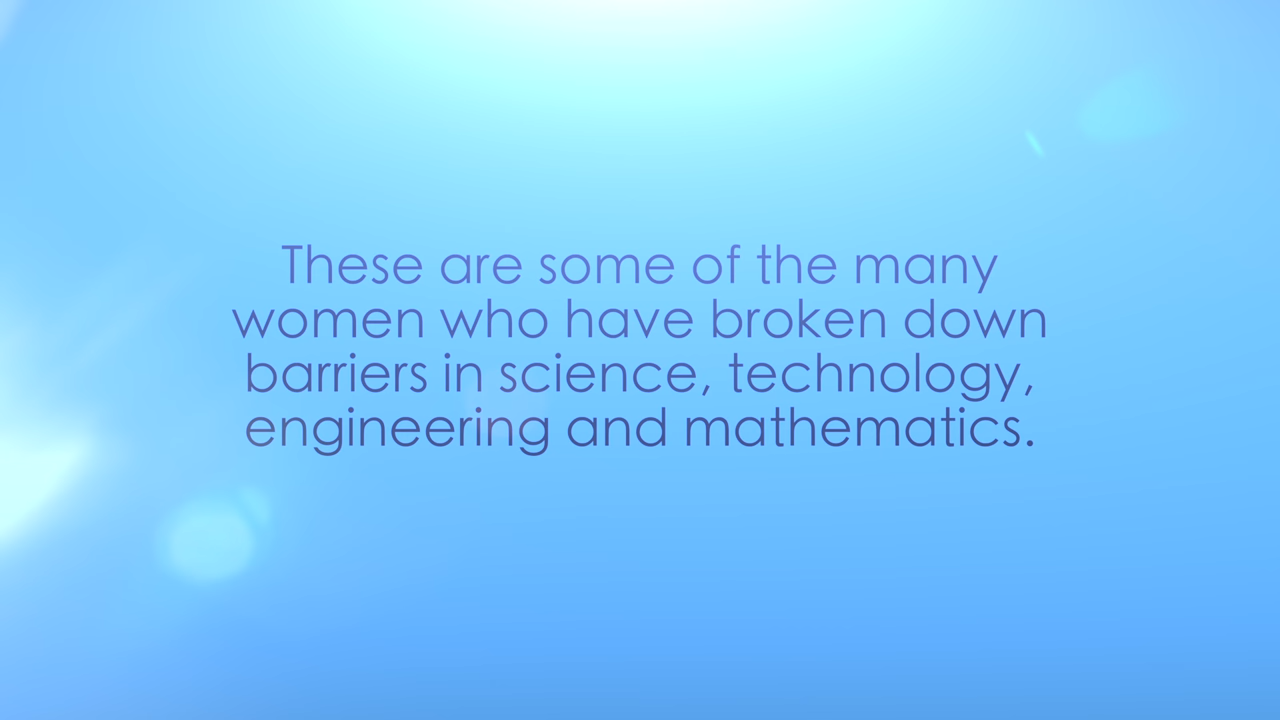 These are some of the many
women who have broken down
barriers in science, technology,
engineering and mathematics.